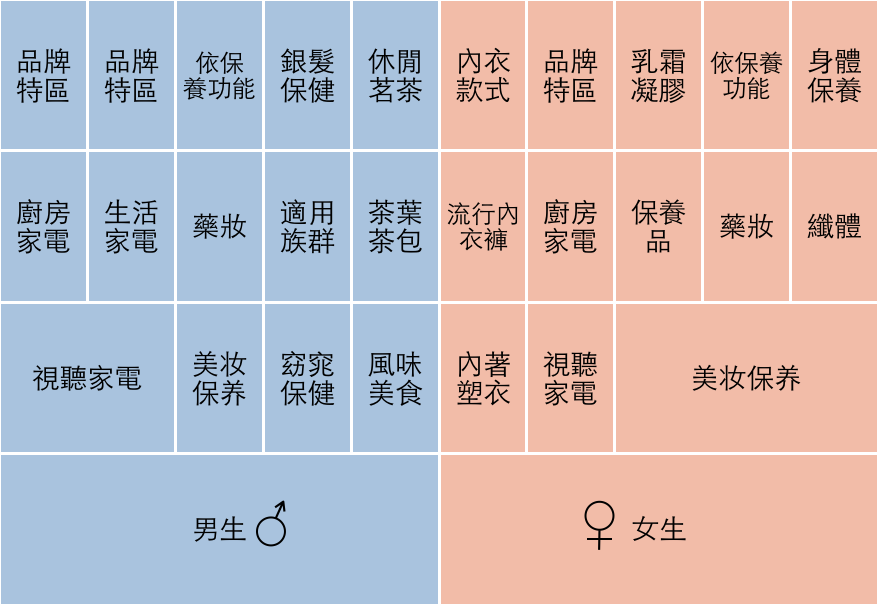 品牌
特區
品牌
特區
依保
養功能
銀髮
保健
休閒
茗茶
內衣
款式
品牌
特區
乳霜
凝膠
依保養
功能
身體
保養
廚房
家電
生活
家電
藥妝
適用
族群
茶葉
茶包
流行內
衣褲
廚房
家電
保養
品
藥妝
纖體
視聽家電
美妆
保养
窈窕
保健
風味
美食
內著
塑衣
視聽
家電
美妆保养
男生♂
♀ 女生